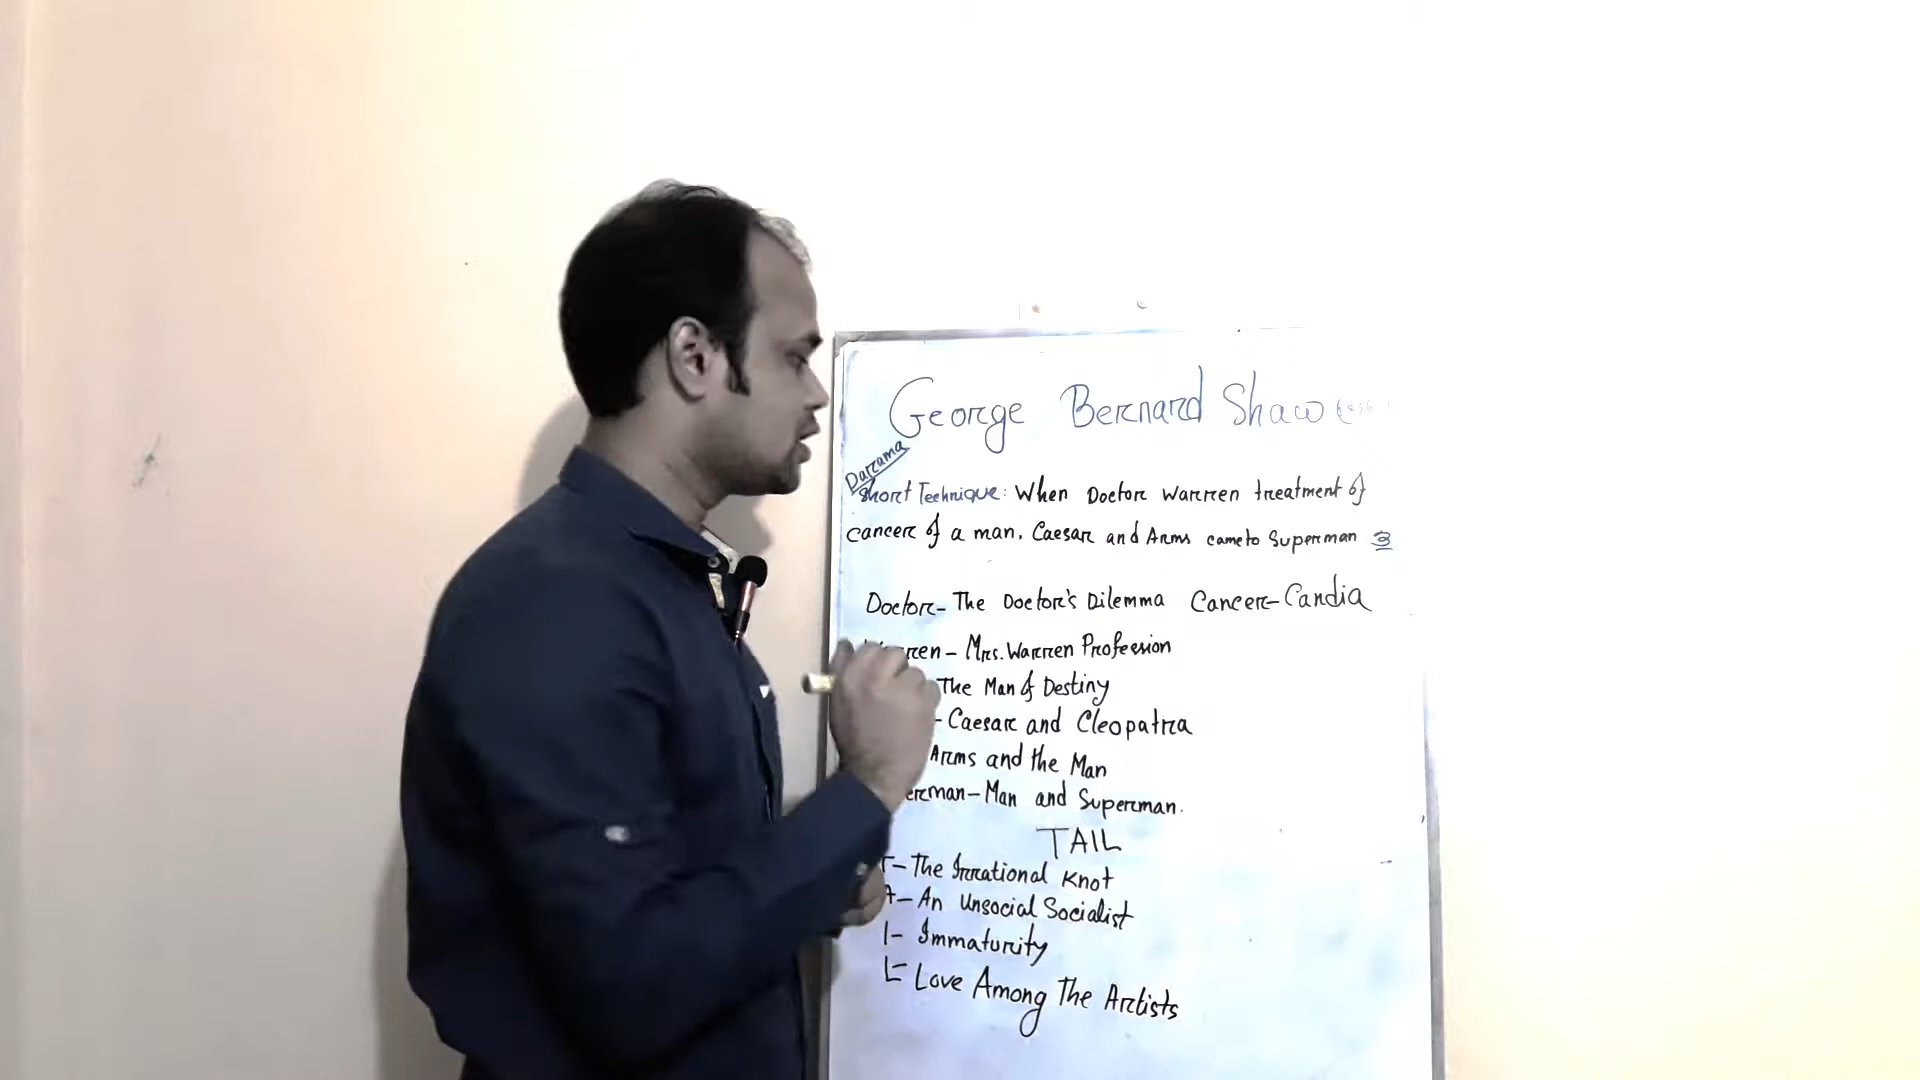 George Bernard Shaw
Darama
Short Technique: When Doctor Warren treatment of
cancer of a man. Caesar and Arms came to Superman
Doctor- The Doctor's Dilemma Cancer-Candia
Mrs. Warren Profession
The Man of Destiny
- Caesar and Cleopatra
Arms and the Man
Man and Superman.
TAIL
T- The Irrational Knot
A- An Unsocial Socialist
I- Immaturity
L- Love Among The Artists